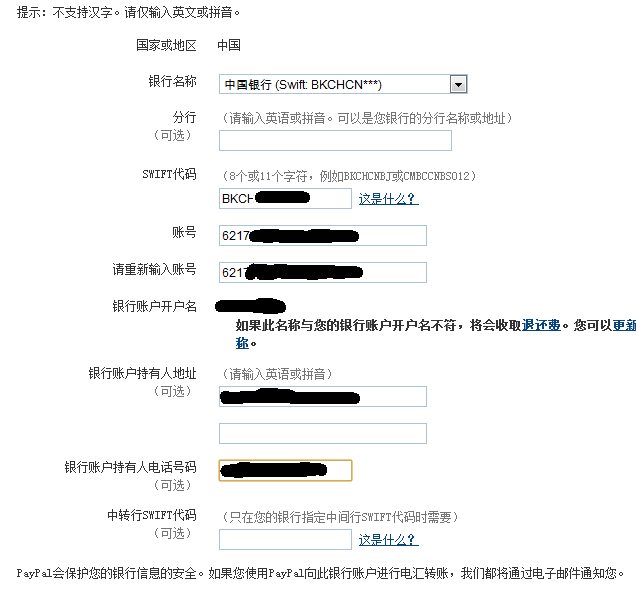 提示：不支持汉字。请仅输入英文或拼音。
国家或地区 中国
银行名称 中国银行 (Swift: BKCHCN***)
分行 （请输入英语或拼音。可以是您银行的分行名称或地址）
（可选）
SWIFT代码 （8个或11个字符，例如BKCHCNBJ或CMBCCNBS012）
BKCH 这是什么？
账号 6217
请重新输入账号 6217
银行账户开户名
如果此名称与您的银行账户开户名不符，将会收取退还费。您可以更新
称。
银行账户持有人地址 （请输入英语或拼音）
（可选）
银行账户持有人电话号码
（可选）
中转行SWIFT代码 （只在您的银行指定中间行SWIFT代码时需要）
（可选）
这是什么？
PayPal会保护您的银行信息的安全。如果您使用PayPal向此银行账户进行电汇转账，我们都将通过电子邮件通知您。